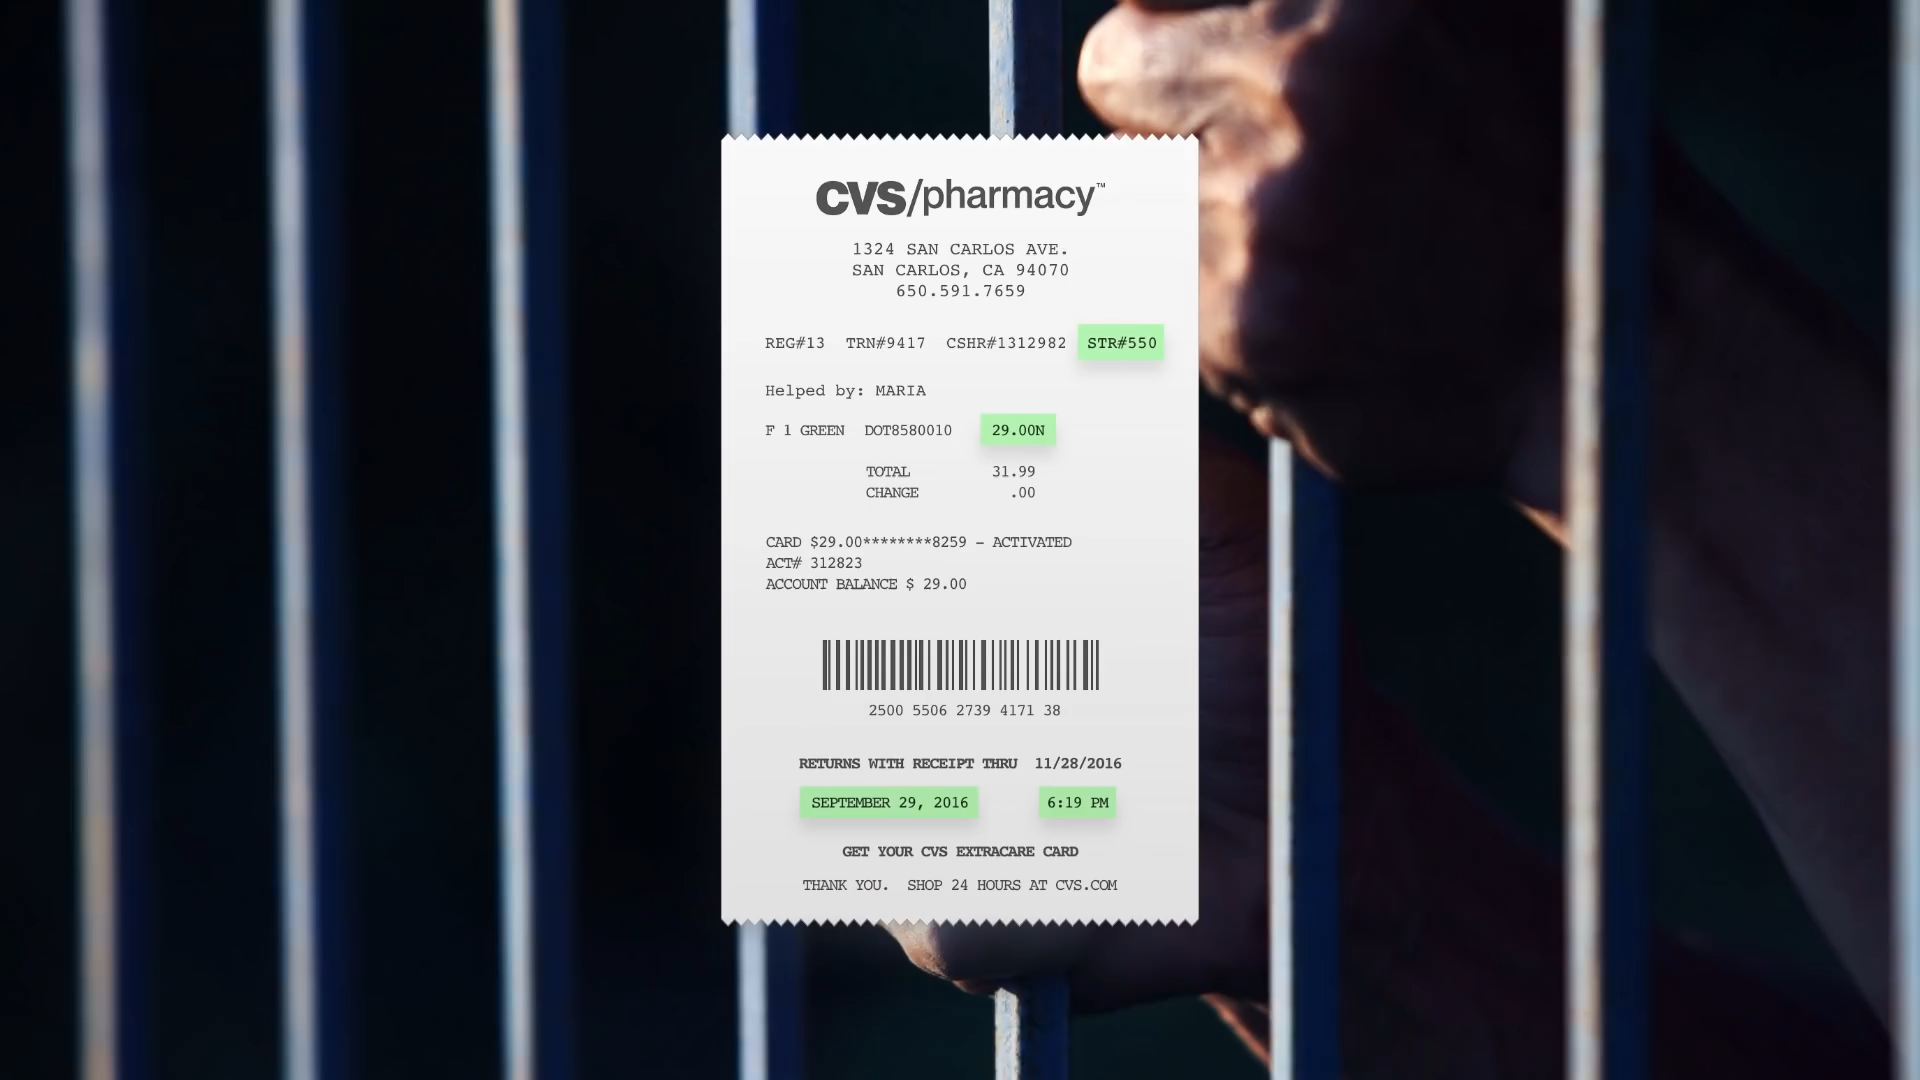 CVS/pharmacy™
1324 SAN CARLOS AVE.
SAN CARLOS, CA 94070
650.591.7659
REG#13 TRN#9417 CSHR#1312982 STR#550
Helped by: MARIA
F 1 GREEN DOT8580010 29.00N
TOTAL 31.99
CHANGE .00
CARD $29.00********8259 - ACTIVATED
ACT# 312823
ACCOUNT BALANCE $ 29.00
2500 5506 2739 4171 38
RETURNS WITH RECEIPT THRU 11/28/2016
SEPTEMBER 29, 2016 6:19 PM
GET YOUR CVS EXTRACARE CARD
THANK YOU. SHOP 24 HOURS AT CVS.COM